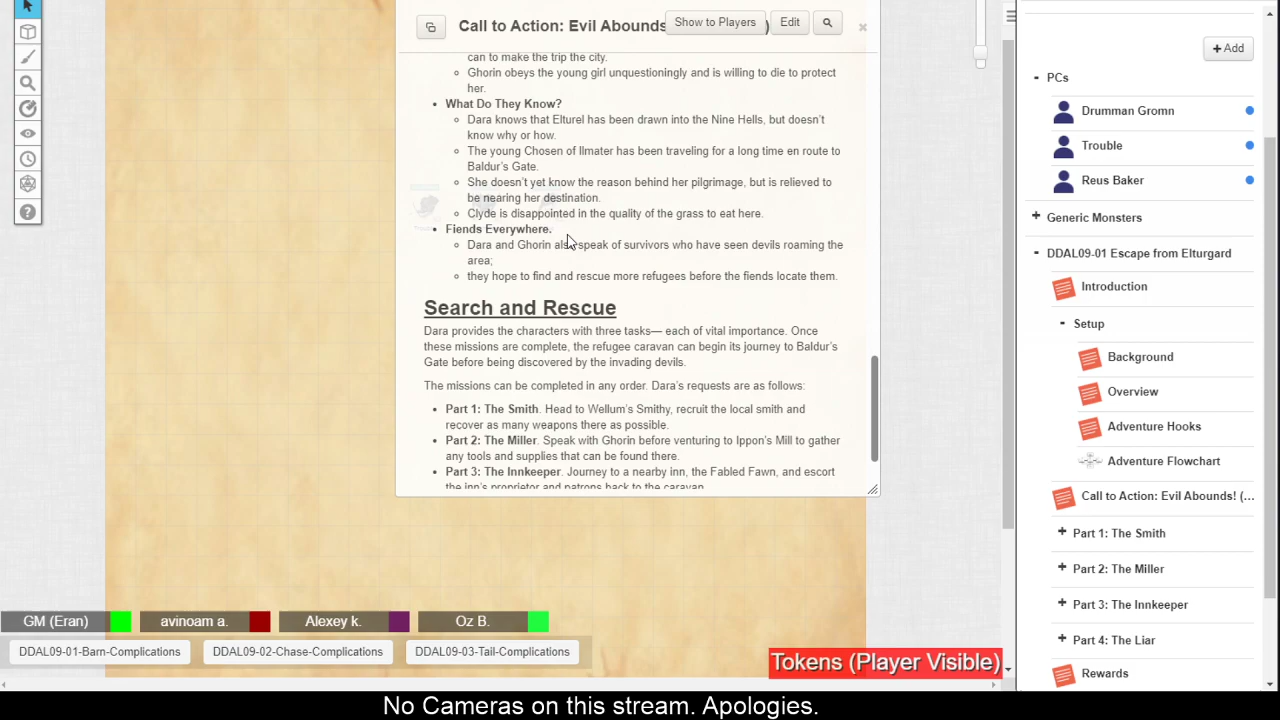 Call to Action: Evil Abounds
)
Show to Players
Edit
can to make the trip the city.
Ghorin obeys the young girl unquestioningly and is willing to die to protect
her.
What Do They Know?
Dara knows that Elturel has been drawn into the Nine Hells, but doesn't
know why or how.
The young Chosen of Ilmater has been traveling for a long time en route to
Baldur's Gate.
She doesn't yet know the reason behind her pilgrimage, but is relieved to
be nearing her destination.
Clyde is disappointed in the quality of the grass to eat here.
Fiends Everywhere.
Dara and Ghorin also speak of survivors who have seen devils roaming the
area;
they hope to find and rescue more refugees before the fiends locate them.
Search and Rescue
Dara provides the characters with three tasks— each of vital importance. Once
these missions are complete, the refugee caravan can begin its journey to Baldur's
Gate before being discovered by the invading devils.
The missions can be completed in any order. Dara's requests are as follows:
Part 1: The Smith. Head to Wellum's Smithy, recruit the local smith and
recover as many weapons there as possible.
Part 2: The Miller. Speak with Ghorin before venturing to Ippon's Mill to gather
any tools and supplies that can be found there.
Part 3: The Innkeeper. Journey to a nearby inn, the Fabled Fawn, and escort
the inn's proprietor and patrons back to the caravan.
+ Add
PCs
Drumman Gromn
Trouble
Reus Baker
Generic Monsters
DDAL09-01 Escape from Elturgard
Introduction
Setup
Background
Overview
Adventure Hooks
Adventure Flowchart
Call to Action: Evil Abounds! (...
Part 1: The Smith
Part 2: The Miller
Part 3: The Innkeeper
Part 4: The Liar
Rewards
GM (Eran)
avinoam a.
Alexey k.
Oz B.
DDAL09-01-Barn-Complications
DDAL09-02-Chase-Complications
DDAL09-03-Tail-Complications
Tokens (Player Visible)
No Cameras on this stream. Apologies.